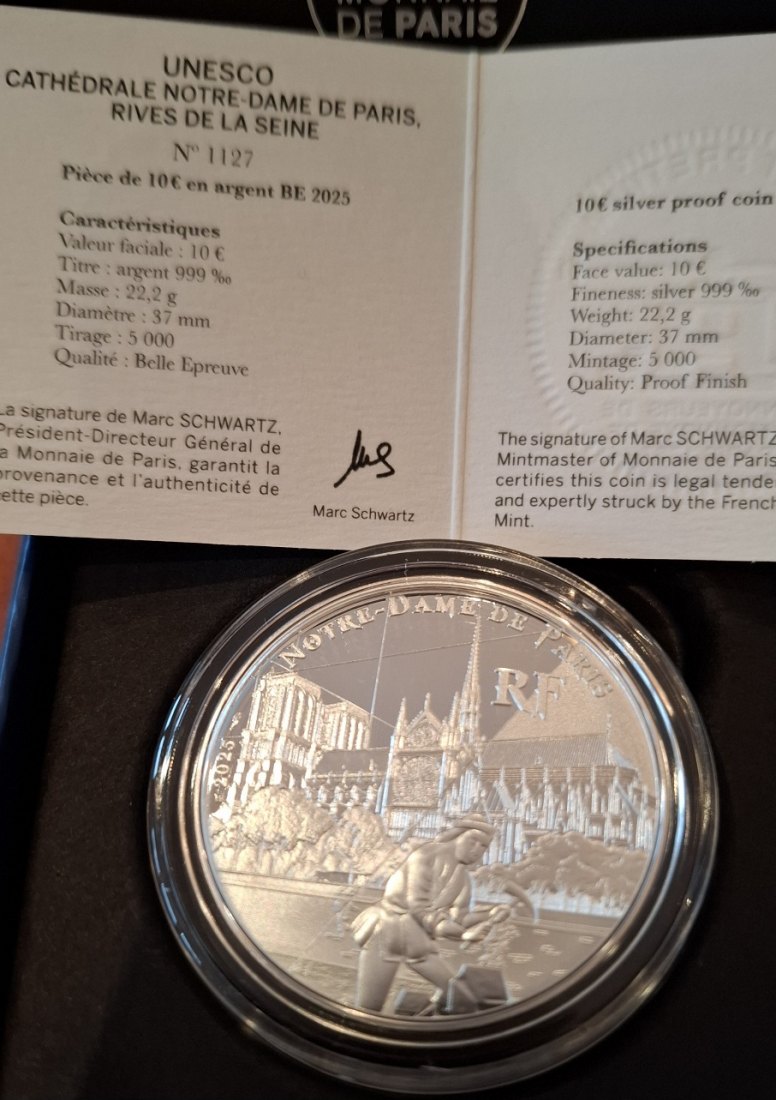 MONNAIE
DE PARIS
UNESCO
CATHÉDRALE NOTRE-DAME DE PARIS,
RIVES DE LA SEINE
N° 1127
Pièce de 10€ en argent BE 2025
Caractéristiques
Valeur faciale : 10 €
Titre : argent 999 ‰
Masse : 22,2 g
Diamètre : 37 mm
Tirage : 5 000
Qualité : Belle Epreuve
La signature de Marc SCHWARTZ,
Président-Directeur Général de
la Monnaie de Paris, garantit la
provenance et l'authenticité de
cette pièce.
Marc Schwartz
10€ silver proof coin
Specifications
Face value: 10 €
Fineness: silver 999 ‰
Weight: 22,2 g
Diameter: 37 mm
Mintage: 5 000
Quality: Proof Finish
The signature of Marc SCHWARTZ
Mintmaster of Monnaie de Paris
certifies this coin is legal tende
and expertly struck by the French
Mint.
NOTRE-DAME DE PARIS
RF
2025